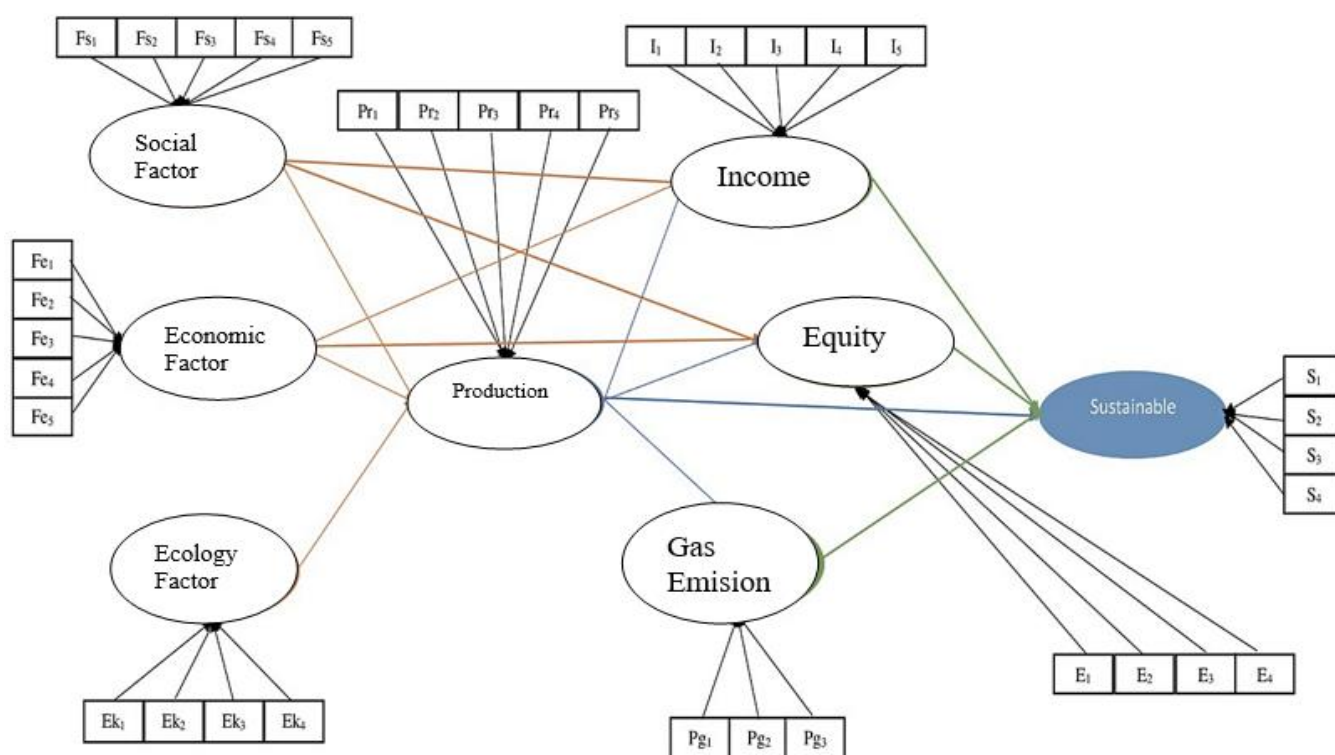 Fs₁ Fs₂ Fs₃ Fs₄ Fs₅
I₁ I₂ I₃ I₄ I₅
Pr₁ Pr₂ Pr₃ Pr₄ Pr₅
Social
Factor
Income
Fe₁
Fe₂
Fe₃
Fe₄
Fe₅
Economic
Factor
Equity
Production
Sustainable
S₁
S₂
S₃
S₄
Ecology
Factor
Gas
Emision
E₁ E₂ E₃ E₄
Ek₁ Ek₂ Ek₃ Ek₄
Pg₁ Pg₂ Pg₃